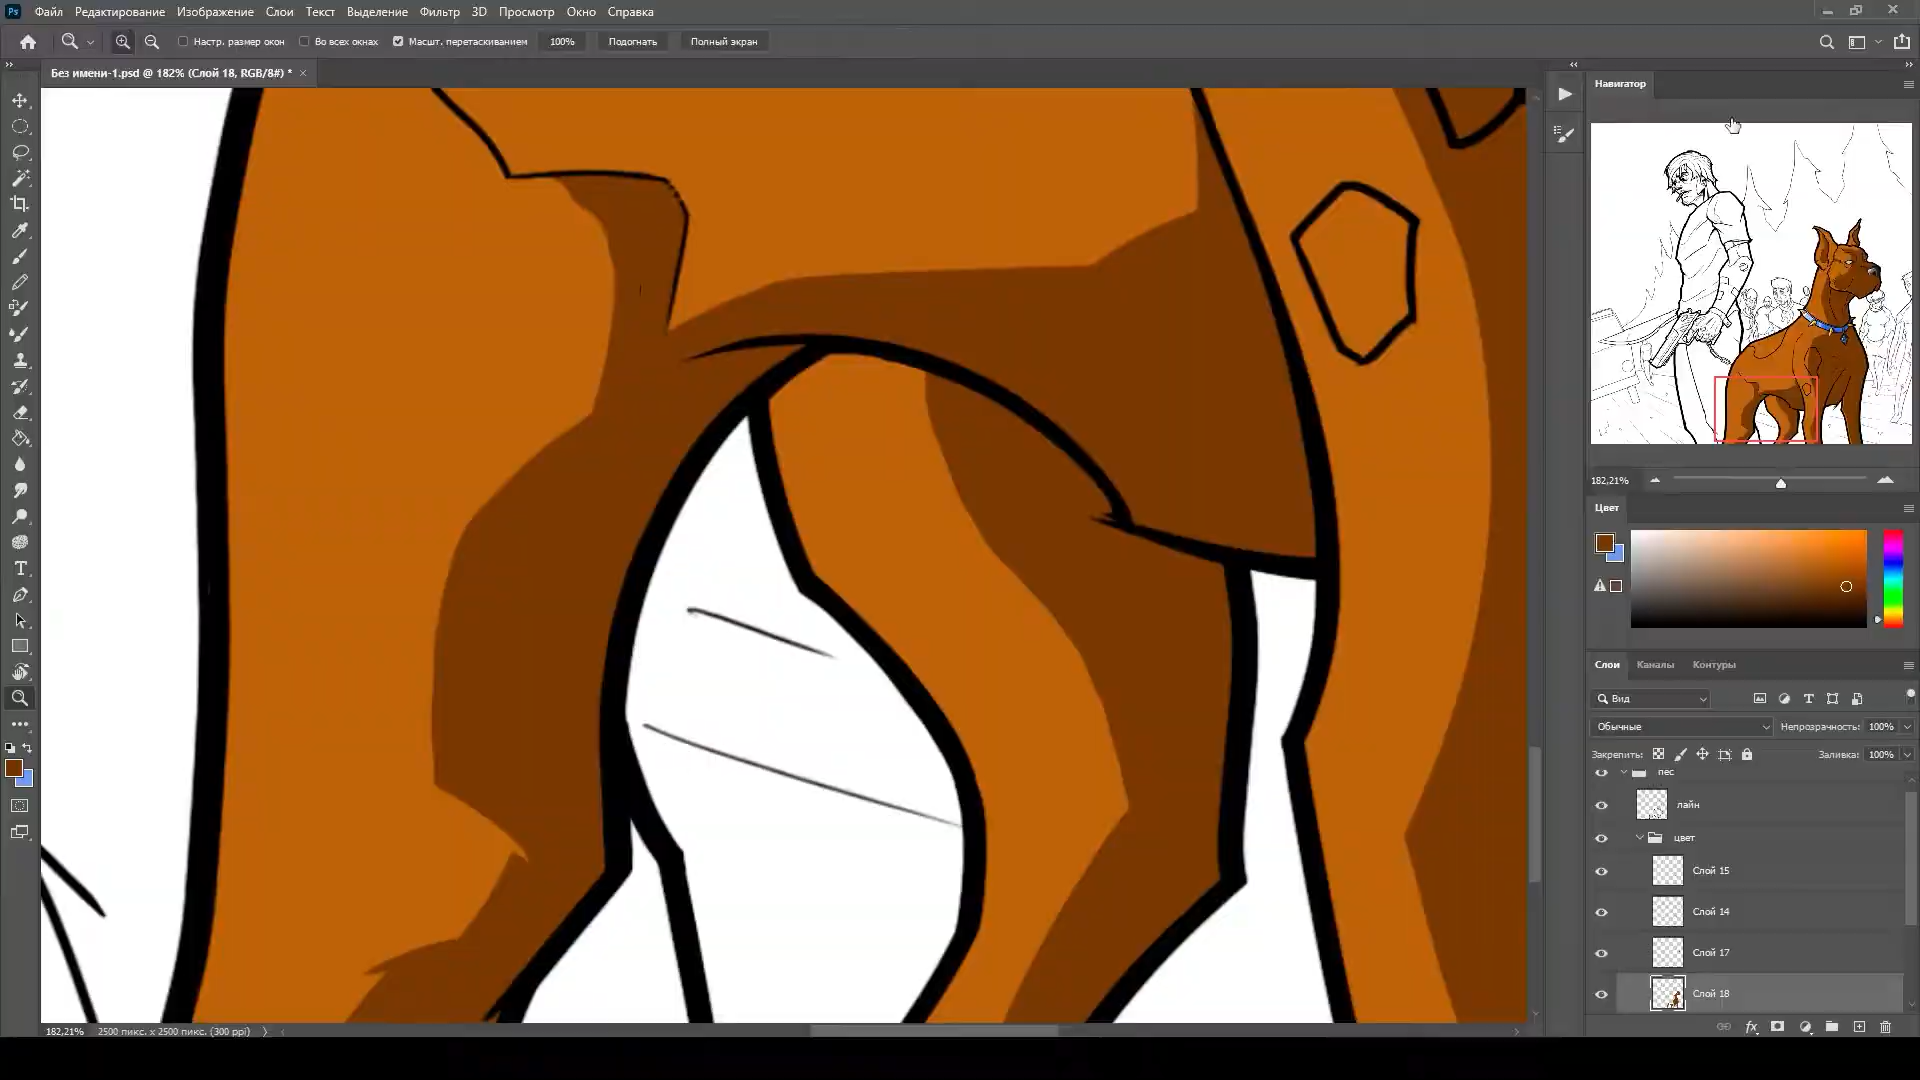 Ps Файл Редактирование Изображение Слои Текст Выделение Фильтр 3D Просмотр Окно Справка
Настр. размер окон Во всех окнах Масшт. перетаскиванием 100% Подогнать Полный экран
Без имени-1.psd @ 182% (Слой 18, RGB/8#) * ×
Навигатор
182,21%
Цвет
Слои Каналы Контуры
Вид
Обычные Непрозрачность: 100%
Закрепить: Заливка: 100%
пес
лайн
цвет
Слой 15
Слой 14
Слой 17
Слой 18
182,21% 2500 пикс. x 2500 пикс. (300 ppi)